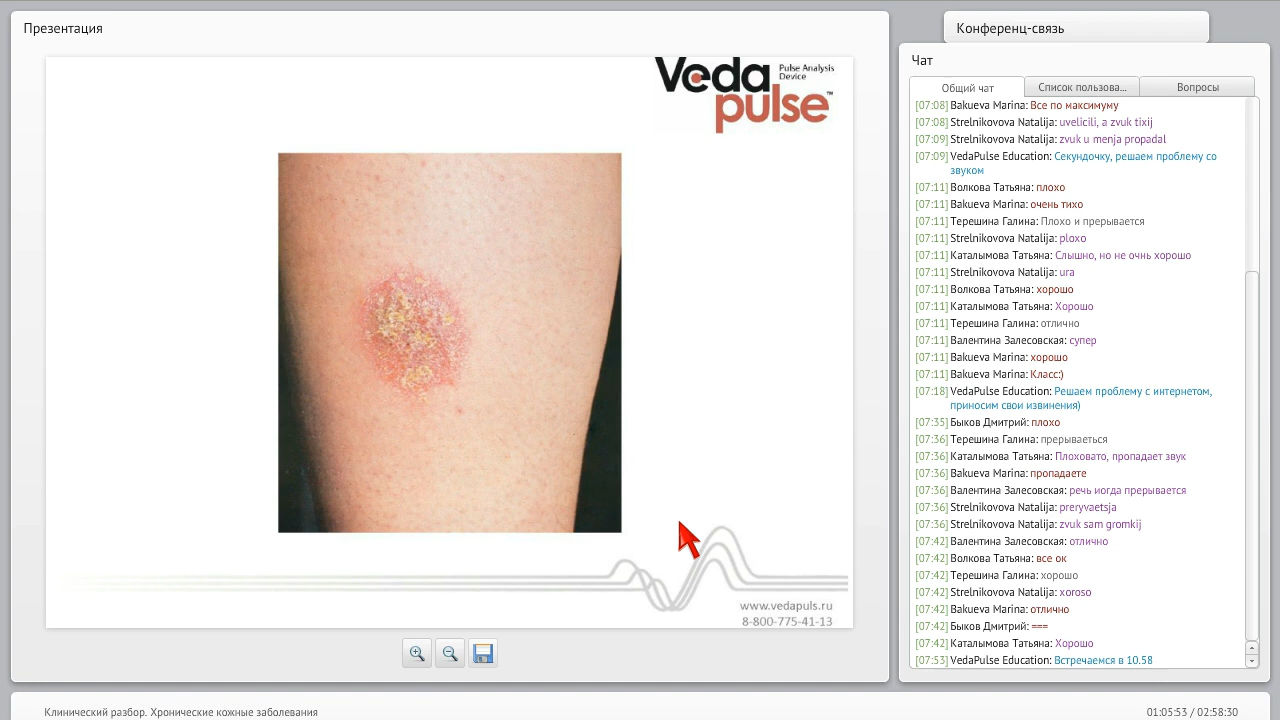 Презентация
Veda
Pulse Analysis
Device
pulse™
www.vedapuls.ru
8-800-775-41-13
Конференц-связь
Чат
Общий чат
Список пользова...
Вопросы
[07:08] Bakueva Marina: Все по максимуму
[07:08] Strelnikovova Natalija: uvelicili, a zvuk tixij
[07:09] Strelnikovova Natalija: zvuk u menja propadal
[07:09] VedaPulse Education: Секундочку, решаем проблему со
звуком
[07:11] Волкова Татьяна: плохо
[07:11] Bakueva Marina: очень тихо
[07:11] Терешина Галина: Плохо и прерывается
[07:11] Strelnikovova Natalija: ploxo
[07:11] Каталымова Татьяна: Слышно, но не очнь хорошо
[07:11] Strelnikovova Natalija: ura
[07:11] Волкова Татьяна: хорошо
[07:11] Каталымова Татьяна: Хорошо
[07:11] Терешина Галина: отлично
[07:11] Валентина Залесовская: супер
[07:11] Bakueva Marina: хорошо
[07:11] Bakueva Marina: Класс:)
[07:18] VedaPulse Education: Решаем проблему с интернетом,
приносим свои извинения)
[07:35] Быков Дмитрий: плохо
[07:36] Терешина Галина: прерываеться
[07:36] Каталымова Татьяна: Плоховато, пропадает звук
[07:36] Bakueva Marina: пропадаете
[07:36] Валентина Залесовская: речь иогда прерывается
[07:36] Strelnikovova Natalija: preryvaetsja
[07:36] Strelnikovova Natalija: zvuk sam gromkij
[07:42] Валентина Залесовская: отлично
[07:42] Волкова Татьяна: все ок
[07:42] Терешина Галина: хорошо
[07:42] Strelnikovova Natalija: xoroso
[07:42] Bakueva Marina: отлично
[07:42] Быков Дмитрий: ===
[07:42] Каталымова Татьяна: Хорошо
[07:53] VedaPulse Education: Встречаемся в 10.58
Клинический разбор. Хронические кожные заболевания
01:05:53 / 02:58:30